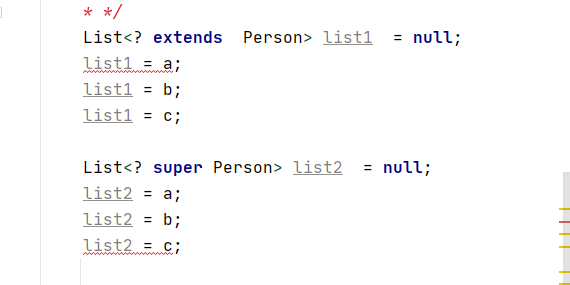 * */
List<? extends  Person> list1  = null;
list1 = a;
list1 = b;
list1 = c;
List<? super Person> list2  = null;
list2 = a;
list2 = b;
list2 = c;